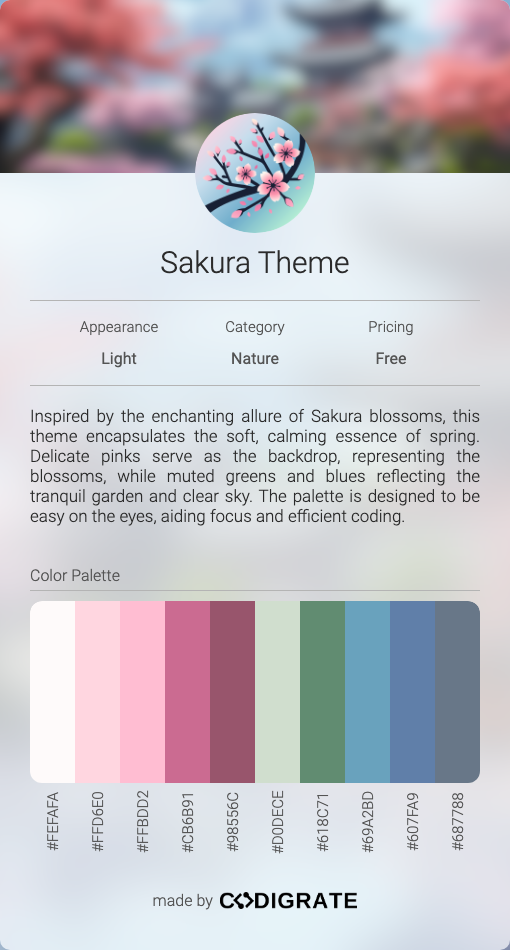 Sakura Theme
Appearance Category Pricing
Light Nature Free
Inspired by the enchanting allure of Sakura blossoms, this
theme encapsulates the soft, calming essence of spring.
Delicate pinks serve as the backdrop, representing the
blossoms, while muted greens and blues reflecting the
tranquil garden and clear sky. The palette is designed to be
easy on the eyes, aiding focus and efficient coding.
Color Palette
#FEFAFA
#FFD6E0
#FFBDD2
#CB6B91
#98556C
#D0DECE
#618C71
#69A2BD
#607FA9
#687788
made by CODIGRATE